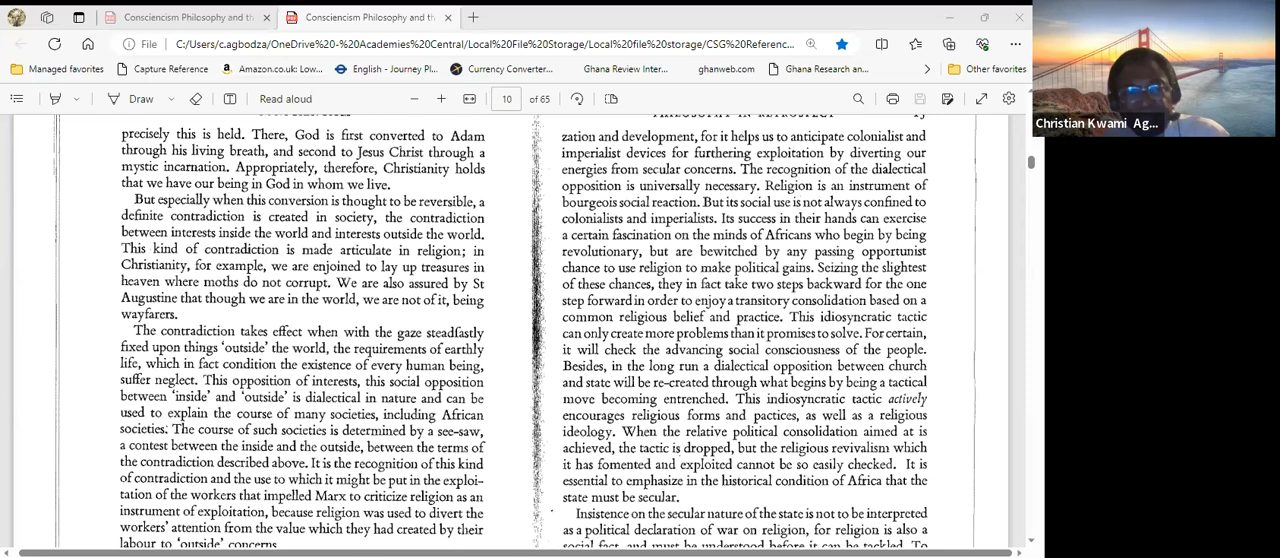 Consciencism Philosophy and th
Consciencism Philosophy and th
File
C:/Users/c.agbodza/OneDrive%20-%20Academies%20Central/Local%20File%20Storage/Local%20file%20storage/CSG%20Referenc...
Managed favorites
Capture Reference
Amazon.co.uk: Low...
English - Journey Pl...
Currency Converter...
Ghana Review Inter...
ghanweb.com
Ghana Research an...
Other favorites
Draw
Read aloud
10 of 65
Christian Kwami Ag...
PHILOSOPHY IN RETROSPECT
13
precisely this is held. There, God is first converted to Adam
through his living breath, and second to Jesus Christ through a
mystic incarnation. Appropriately, therefore, Christianity holds
that we have our being in God in whom we live.
But especially when this conversion is thought to be reversible, a
definite contradiction is created in society, the contradiction
between interests inside the world and interests outside the world.
This kind of contradiction is made articulate in religion; in
Christianity, for example, we are enjoined to lay up treasures in
heaven where moths do not corrupt. We are also assured by St
Augustine that though we are in the world, we are not of it, being
wayfarers.
The contradiction takes effect when with the gaze steadfastly
fixed upon things 'outside' the world, the requirements of earthly
life, which in fact condition the existence of every human being,
suffer neglect. This opposition of interests, this social opposition
between 'inside' and 'outside' is dialectical in nature and can be
used to explain the course of many societies, including African
societies. The course of such societies is determined by a see-saw,
a contest between the inside and the outside, between the terms of
the contradiction described above. It is the recognition of this kind
of contradiction and the use to which it might be put in the exploi-
tation of the workers that impelled Marx to criticize religion as an
instrument of exploitation, because religion was used to divert the
workers' attention from the value which they had created by their
labour to 'outside' concerns.
zation and development, for it helps us to anticipate colonialist and
imperialist devices for furthering exploitation by diverting our
energies from secular concerns. The recognition of the dialectical
opposition is universally necessary. Religion is an instrument of
bourgeois social reaction. But its social use is not always confined to
colonialists and imperialists. Its success in their hands can exercise
a certain fascination on the minds of Africans who begin by being
revolutionary, but are bewitched by any passing opportunist
chance to use religion to make political gains. Seizing the slightest
of these chances, they in fact take two steps backward for the one
step forward in order to enjoy a transitory consolidation based on a
common religious belief and practice. This idiosyncratic tactic
can only create more problems than it promises to solve. For certain,
it will check the advancing social consciousness of the people.
Besides, in the long run a dialectical opposition between church
and state will be re-created through what begins by being a tactical
move becoming entrenched. This indiosyncratic tactic actively
encourages religious forms and pactices, as well as a religious
ideology. When the relative political consolidation aimed at is
achieved, the tactic is dropped, but the religious revivalism which
it has fomented and exploited cannot be so easily checked. It is
essential to emphasize in the historical condition of Africa that the
state must be secular.
Insistence on the secular nature of the state is not to be interpreted
as a political declaration of war on religion, for religion is also a
social fact, and must be understood before it can be tackled. To